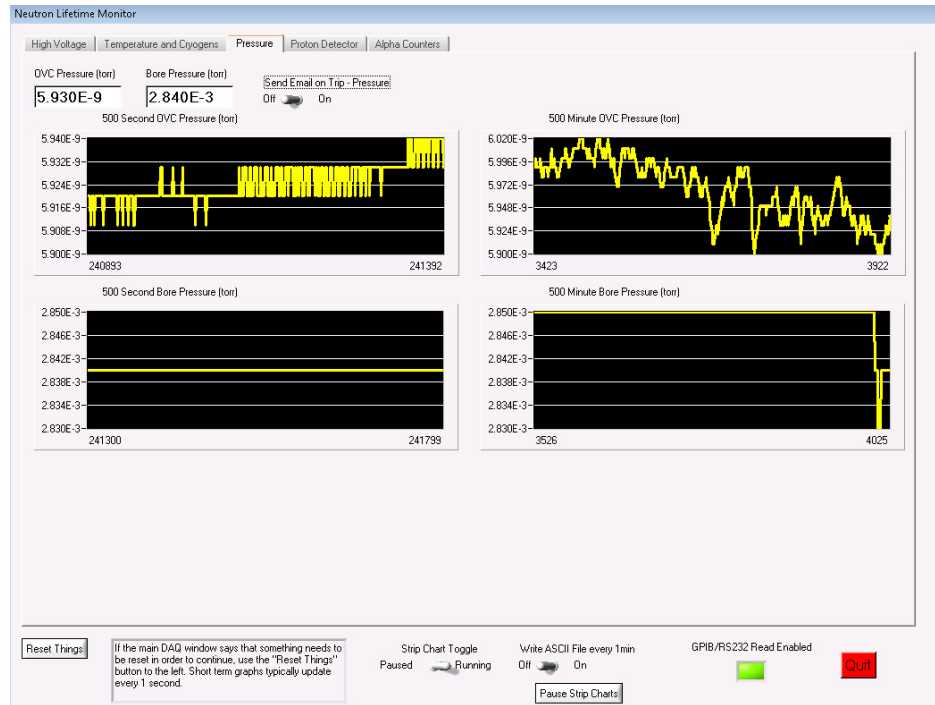 Neutron Lifetime Monitor
High Voltage Temperature and Cryogens Pressure Proton Detector Alpha Counters
OVC Pressure (torr) Bore Pressure (torr) Send Email on Trip - Pressure
5.930E-9 2.840E-3 Off On
500 Second OVC Pressure (torr) 500 Minute OVC Pressure (torr)
5.940E-9 6.020E-9
5.932E-9 5.996E-9
5.924E-9 5.972E-9
5.916E-9 5.948E-9
5.908E-9 5.924E-9
5.900E-9 5.900E-9
240893 241392 3423 3922
500 Second Bore Pressure (torr) 500 Minute Bore Pressure (torr)
2.850E-3 2.850E-3
2.846E-3 2.846E-3
2.842E-3 2.842E-3
2.838E-3 2.838E-3
2.834E-3 2.834E-3
2.830E-3 2.830E-3
241300 241799 3526 4025
Reset Things
If the main DAQ window says that something needs to
be reset in order to continue, use the "Reset Things"
button to the left. Short term graphs typically update
every 1 second.
Strip Chart Toggle Write ASCII File every 1min GPIB/RS232 Read Enabled
Paused Running Off On Quit
Pause Strip Charts